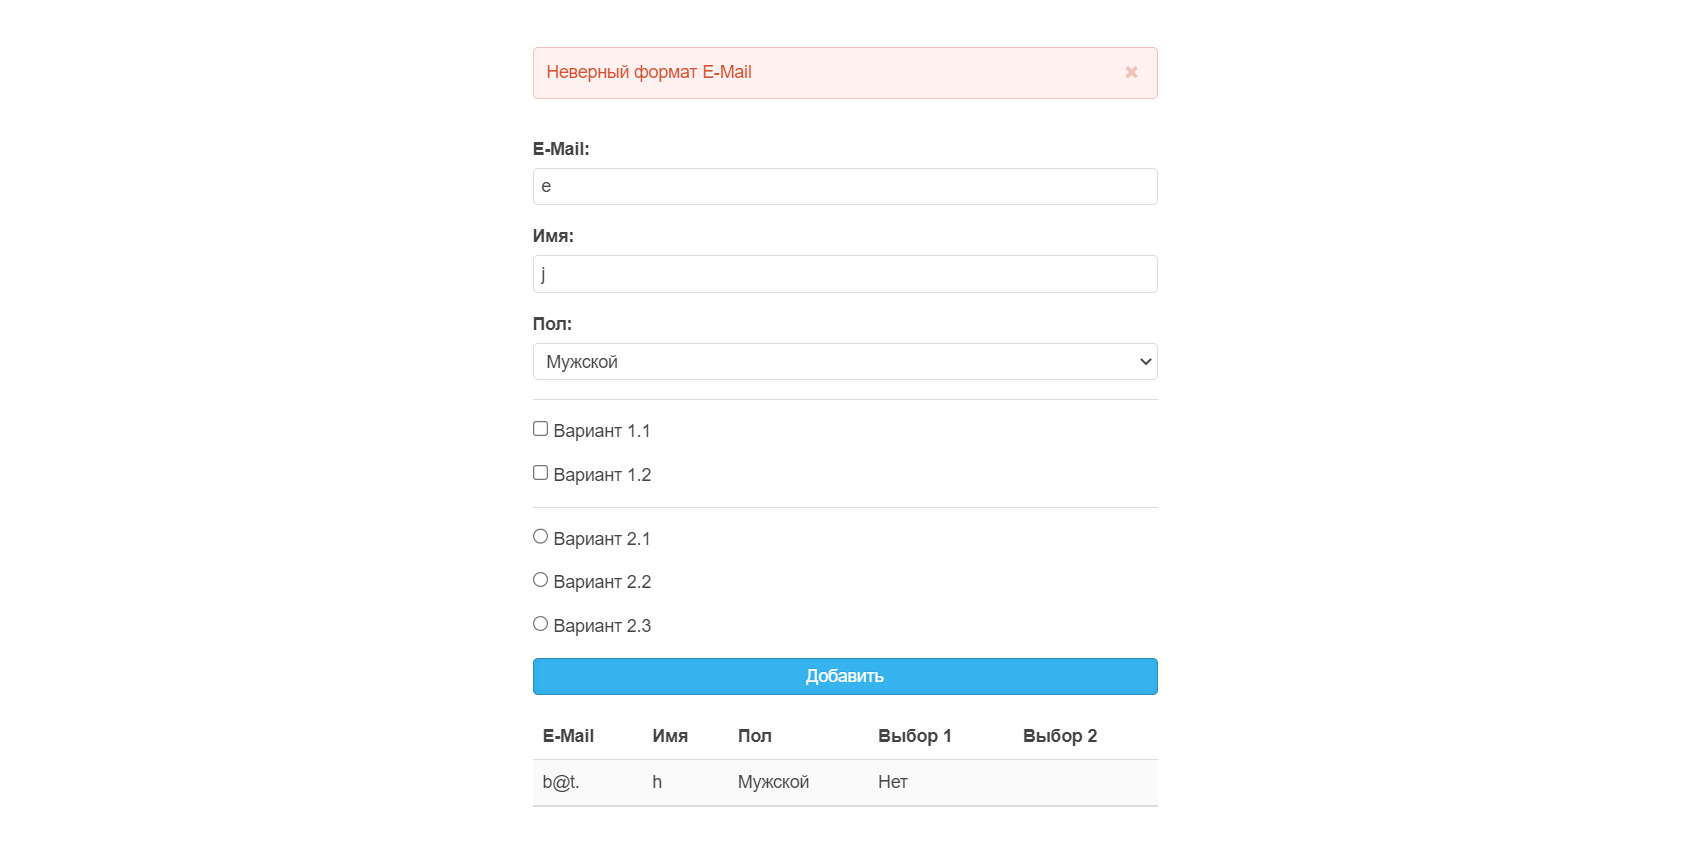 Неверный формат E-Mail
E-Mail:
e
Имя:
j
Пол:
Мужской
Вариант 1.1
Вариант 1.2
Вариант 2.1
Вариант 2.2
Вариант 2.3
Добавить
E-Mail Имя Пол Выбор 1 Выбор 2
b@t. h Мужской Нет